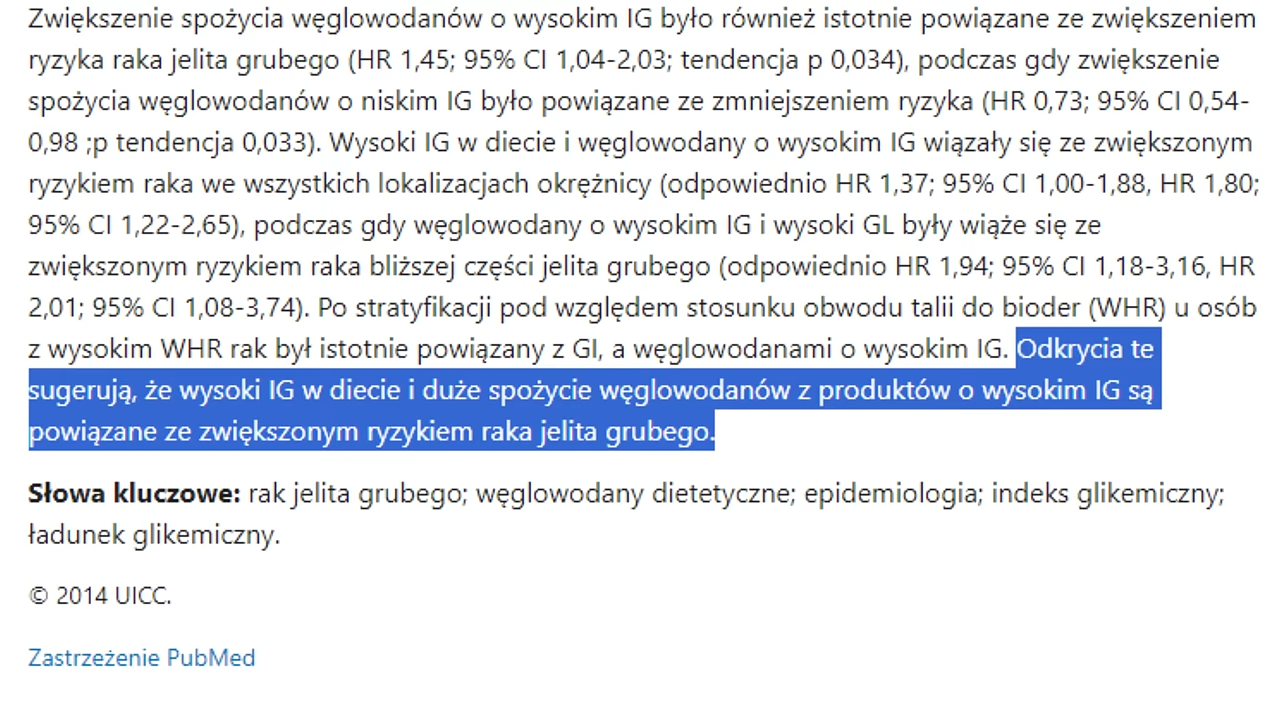 Zwiększenie spożycia węglowodanów o wysokim IG było również istotnie powiązane ze zwiększeniem
ryzyka raka jelita grubego (HR 1,45; 95% CI 1,04-2,03; tendencja p 0,034), podczas gdy zwiększenie
spożycia węglowodanów o niskim IG było powiązane ze zmniejszeniem ryzyka (HR 0,73; 95% CI 0,54-
0,98 ;p tendencja 0,033). Wysoki IG w diecie i węglowodany o wysokim IG wiązały się ze zwiększonym
ryzykiem raka we wszystkich lokalizacjach okrężnicy (odpowiednio HR 1,37; 95% CI 1,00-1,88, HR 1,80;
95% CI 1,22-2,65), podczas gdy węglowodany o wysokim IG i wysoki GL były wiąże się ze
zwiększonym ryzykiem raka bliższej części jelita grubego (odpowiednio HR 1,94; 95% CI 1,18-3,16, HR
2,01; 95% CI 1,08-3,74). Po stratyfikacji pod względem stosunku obwodu talii do bioder (WHR) u osób
z wysokim WHR rak był istotnie powiązany z GI, a węglowodanami o wysokim IG. Odkrycia te
sugerują, że wysoki IG w diecie i duże spożycie węglowodanów z produktów o wysokim IG są
powiązane ze zwiększonym ryzykiem raka jelita grubego.
Słowa kluczowe: rak jelita grubego; węglowodany dietetyczne; epidemiologia; indeks glikemiczny;
ładunek glikemiczny.
© 2014 UICC.
Zastrzeżenie PubMed